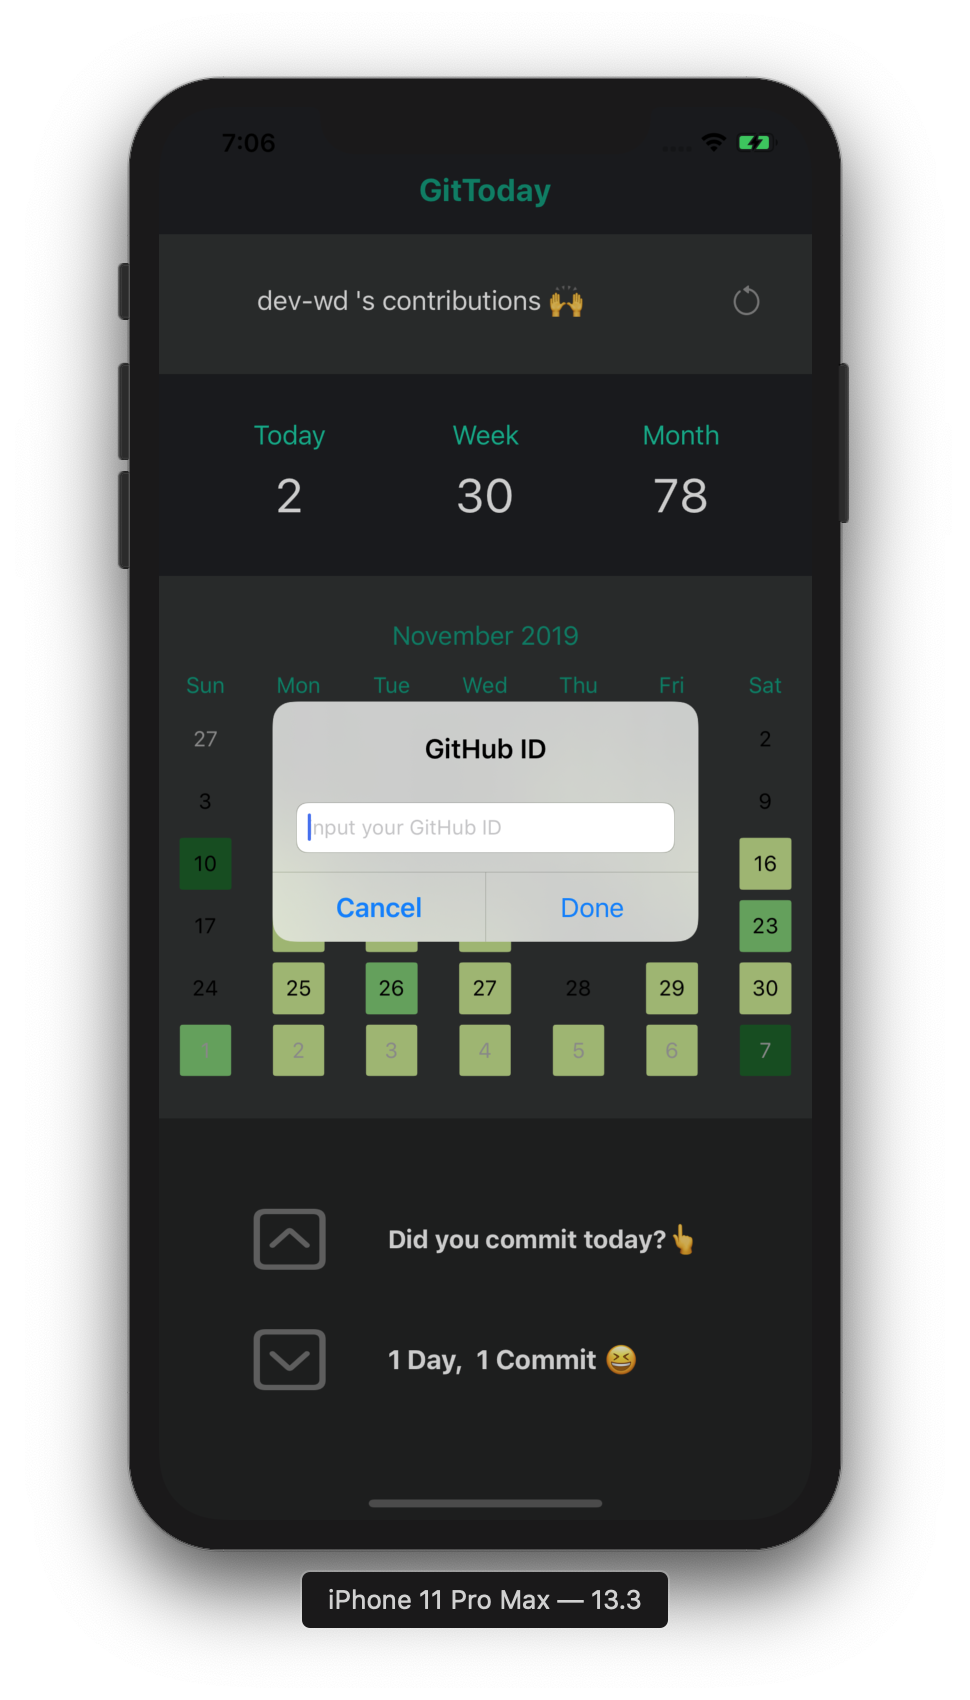 7:06
GitToday
dev-wd 's contributions 🙌
Today Week Month
2 30 78
November 2019
Sun Mon Tue Wed Thu Fri Sat
27 2
3 9
GitHub ID
Input your GitHub ID
Cancel Done
10 16
17 23
24 25 26 27 28 29 30
1 2 3 4 5 6 7
Did you commit today?👆
1 Day, 1 Commit 😆
iPhone 11 Pro Max — 13.3